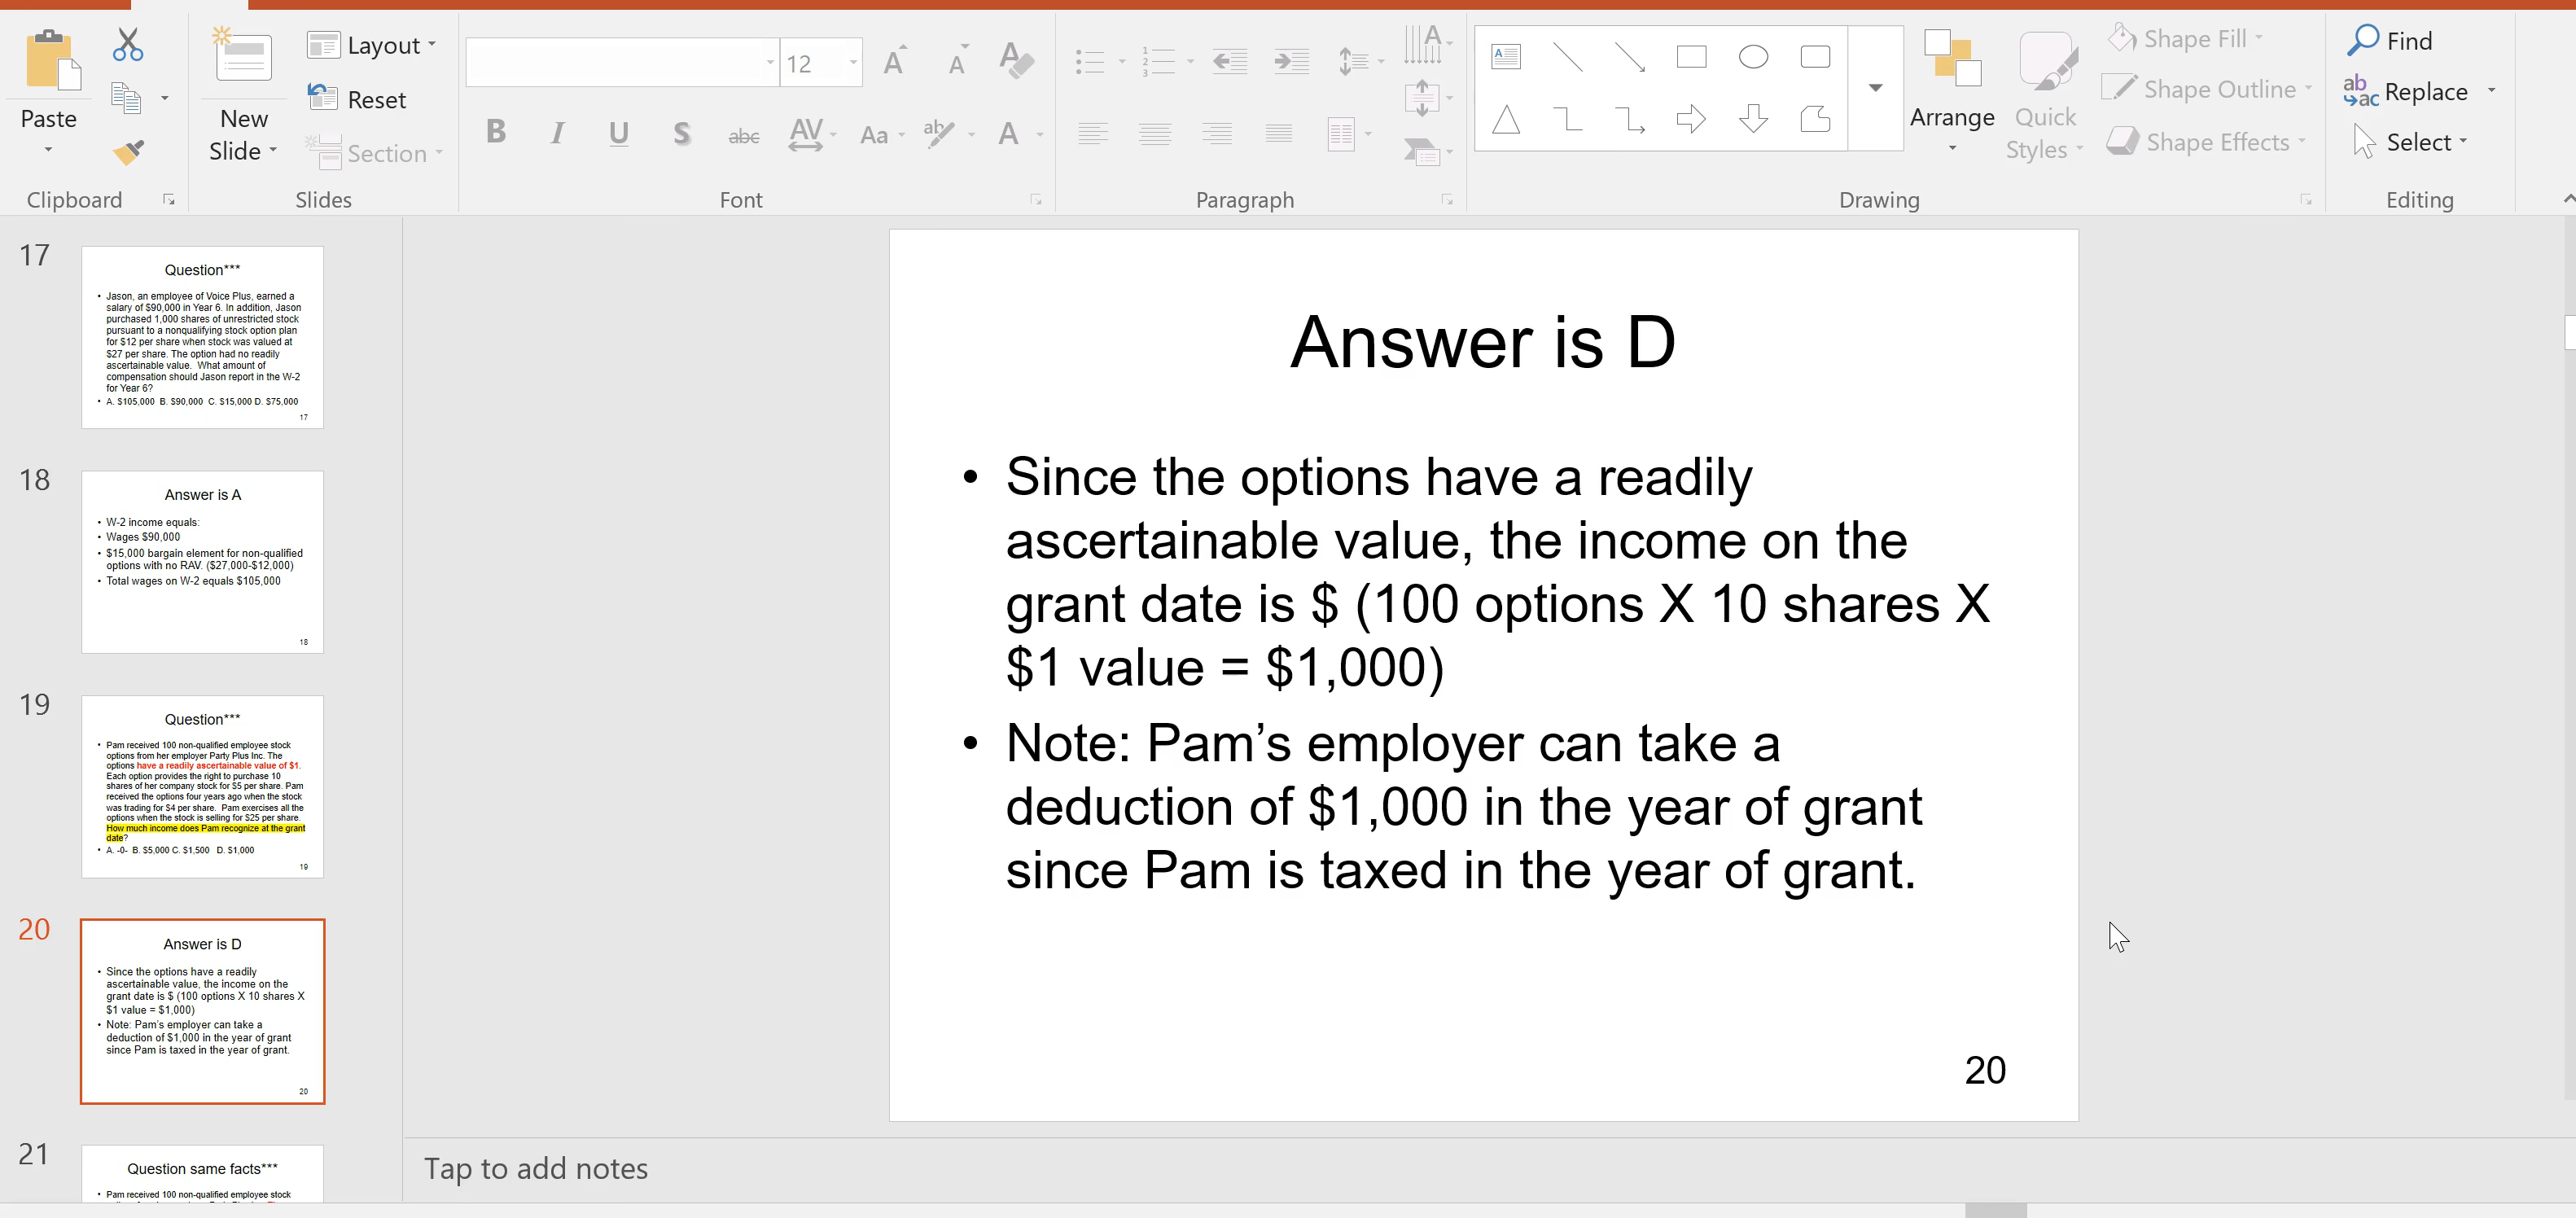 Paste
Clipboard
New
Slide
Layout
Reset
Section
Slides
12
A A A
B I U S abc AV Aa ab A
Font
1
2
3
A
Paragraph
A
Arrange
Quick
Styles
Shape Fill
Shape Outline
Shape Effects
Drawing
Find
ab
ac Replace
Select
Editing
17
Question***
• Jason, an employee of Voice Plus, earned a
salary of $90,000 in Year 6. In addition, Jason
purchased 1,000 shares of unrestricted stock
pursuant to a nonqualifying stock option plan
for $12 per share when stock was valued at
$27 per share. The option had no readily
ascertainable value. What amount of
compensation should Jason report in the W-2
for Year 6?
• A. $105,000 B. $90,000 C. $15,000 D. $75,000
17
18
Answer is A
• W-2 income equals:
• Wages $90,000
• $15,000 bargain element for non-qualified
options with no RAV. ($27,000-$12,000)
• Total wages on W-2 equals $105,000
18
19
Question***
• Pam received 100 non-qualified employee stock
options from her employer Party Plus Inc. The
options have a readily ascertainable value of $1.
Each option provides the right to purchase 10
shares of her company stock for $5 per share. Pam
received the options four years ago when the stock
was trading for $4 per share. Pam exercises all the
options when the stock is selling for $25 per share.
How much income does Pam recognize at the grant
date?
• A. -0- B. $5,000 C. $1,500 D. $1,000
19
20
Answer is D
• Since the options have a readily
ascertainable value, the income on the
grant date is $ (100 options X 10 shares X
$1 value = $1,000)
• Note: Pam's employer can take a
deduction of $1,000 in the year of grant
since Pam is taxed in the year of grant.
20
21
Question same facts***
• Pam received 100 non-qualified employee stock
Answer is D
• Since the options have a readily
ascertainable value, the income on the
grant date is $ (100 options X 10 shares X
$1 value = $1,000)
• Note: Pam’s employer can take a
deduction of $1,000 in the year of grant
since Pam is taxed in the year of grant.
20
Tap to add notes